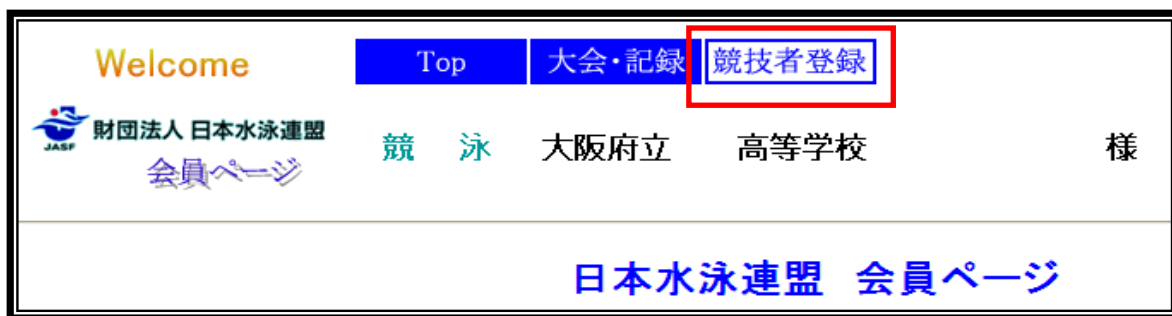 Welcome
Top 大会・記録 競技者登録
財団法人 日本水泳連盟
JASF
会員ページ
競 泳 大阪府立 高等学校 様
日本水泳連盟 会員ページ